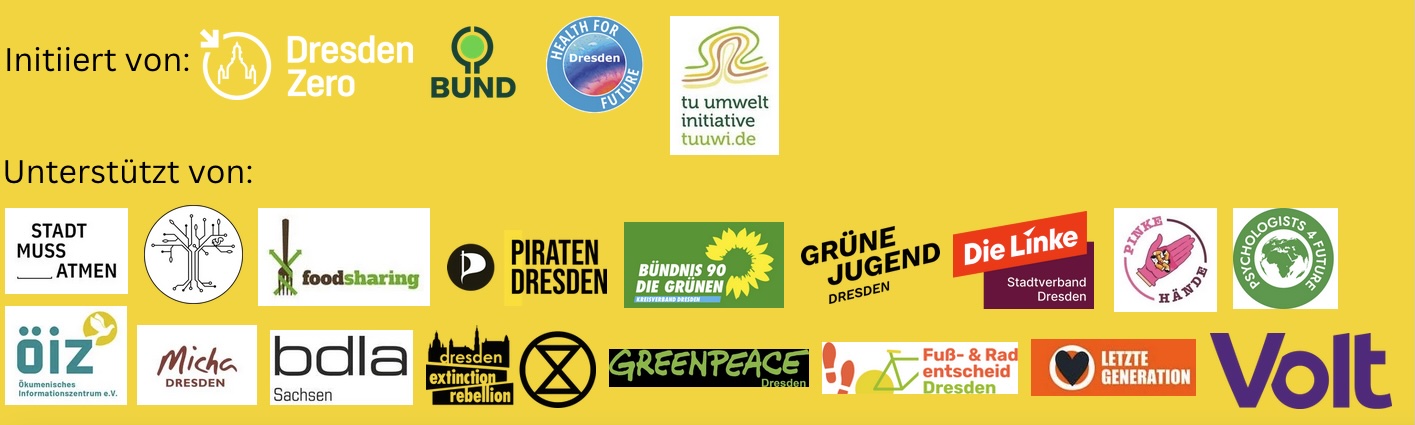 Initiiert von:
Dresden
Zero
BUND
HEALTH FOR
FUTURE
Dresden
tu umwelt
initiative
tuuwi.de
Unterstützt von:
STADT
MUSS
ATMEN
foodsharing
PIRATEN
DRESDEN
BÜNDNIS 90
DIE GRÜNEN
KREISVERBAND DRESDEN
GRÜNE
JUGEND
DRESDEN
Die Linke
Stadtverband
Dresden
PINKE
HÄNDE
PSYCHOLOGISTS 4 FUTURE
öiz
Ökumenisches
Informationszentrum e.V.
Micha
DRESDEN
bdla
Sachsen
dresden
extinction
rebellion
GREENPEACE
Dresden
Fuß- & Rad
entscheid
Dresden
LETZTE
GENERATION
Volt